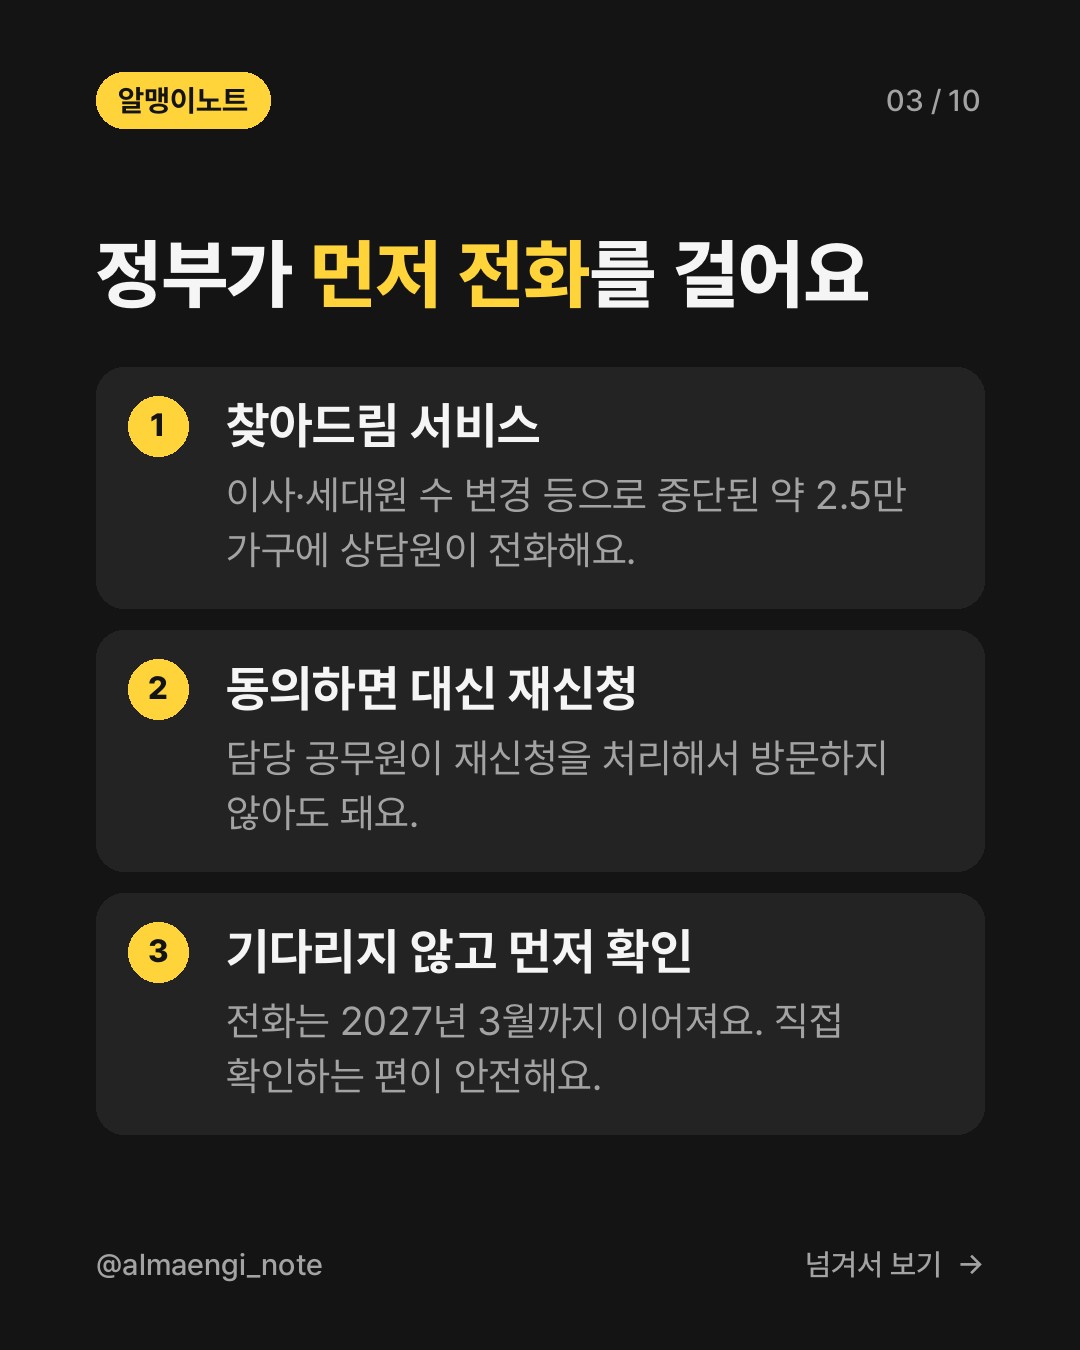 알맹이노트
03 / 10
정부가 먼저 전화를 걸어요
1 찾아드림 서비스
이사·세대원 수 변경 등으로 중단된 약 2.5만
가구에 상담원이 전화해요.
2 동의하면 대신 재신청
담당 공무원이 재신청을 처리해서 방문하지
않아도 돼요.
3 기다리지 않고 먼저 확인
전화는 2027년 3월까지 이어져요. 직접
확인하는 편이 안전해요.
@almaengi_note
넘겨서 보기 →